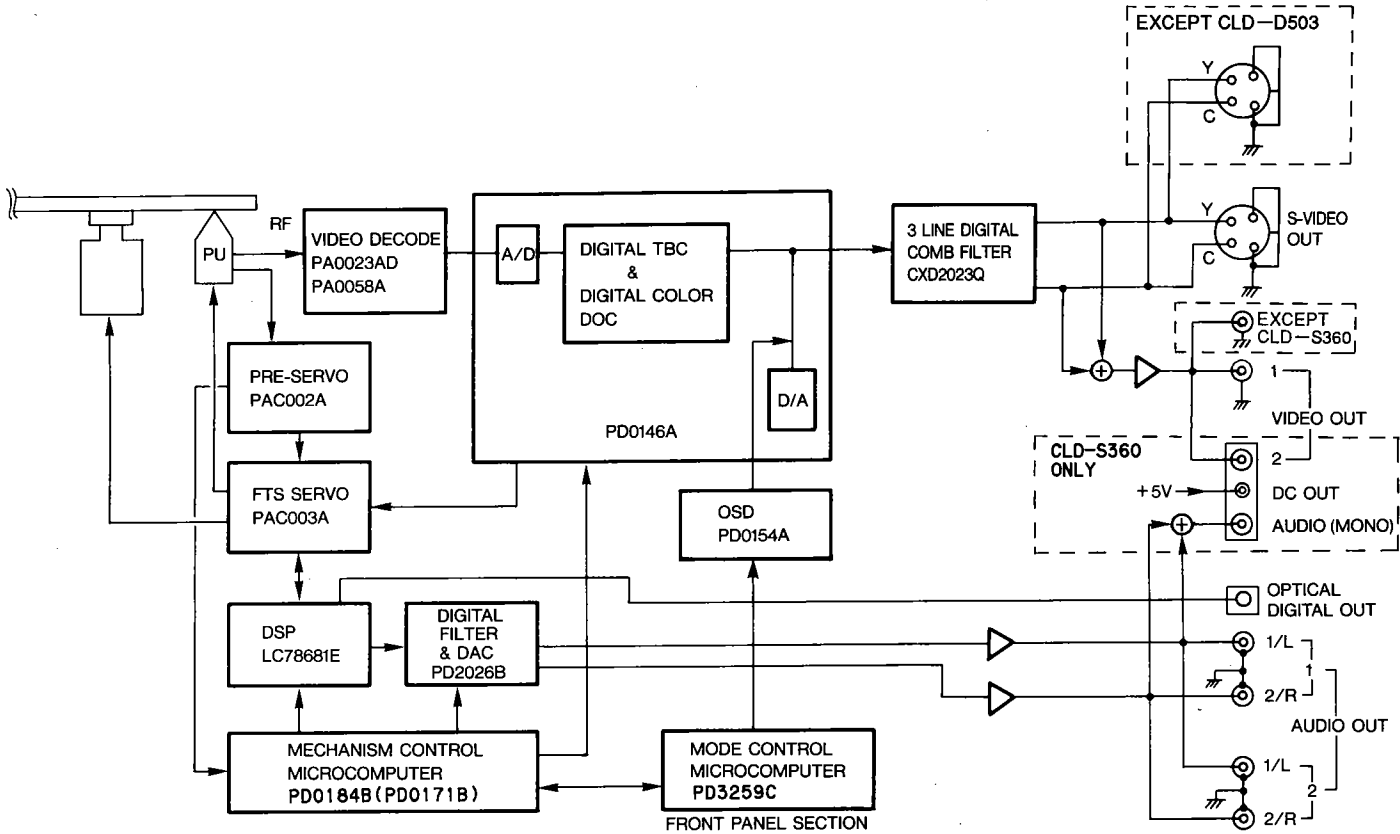 EXCEPT CLD-D503
Y
C
Y
C
S-VIDEO
OUT
RF
PU
VIDEO DECODE
PA0023AD
PA0058A
A/D
DIGITAL TBC
&
DIGITAL COLOR
DOC
3 LINE DIGITAL
COMB FILTER
CXD2023Q
EXCEPT
CLD-S360
PRE-SERVO
PAC002A
D/A
PD0146A
1
VIDEO OUT
CLD-S360
ONLY
2
+5V
DC OUT
AUDIO (MONO)
FTS SERVO
PAC003A
OSD
PD0154A
OPTICAL
DIGITAL OUT
DSP
LC78681E
DIGITAL
FILTER
& DAC
PD2026B
1/L
1
2/R
AUDIO OUT
MECHANISM CONTROL
MICROCOMPUTER
PD0184B(PD0171B)
MODE CONTROL
MICROCOMPUTER
PD3259C
1/L
2
2/R
FRONT PANEL SECTION